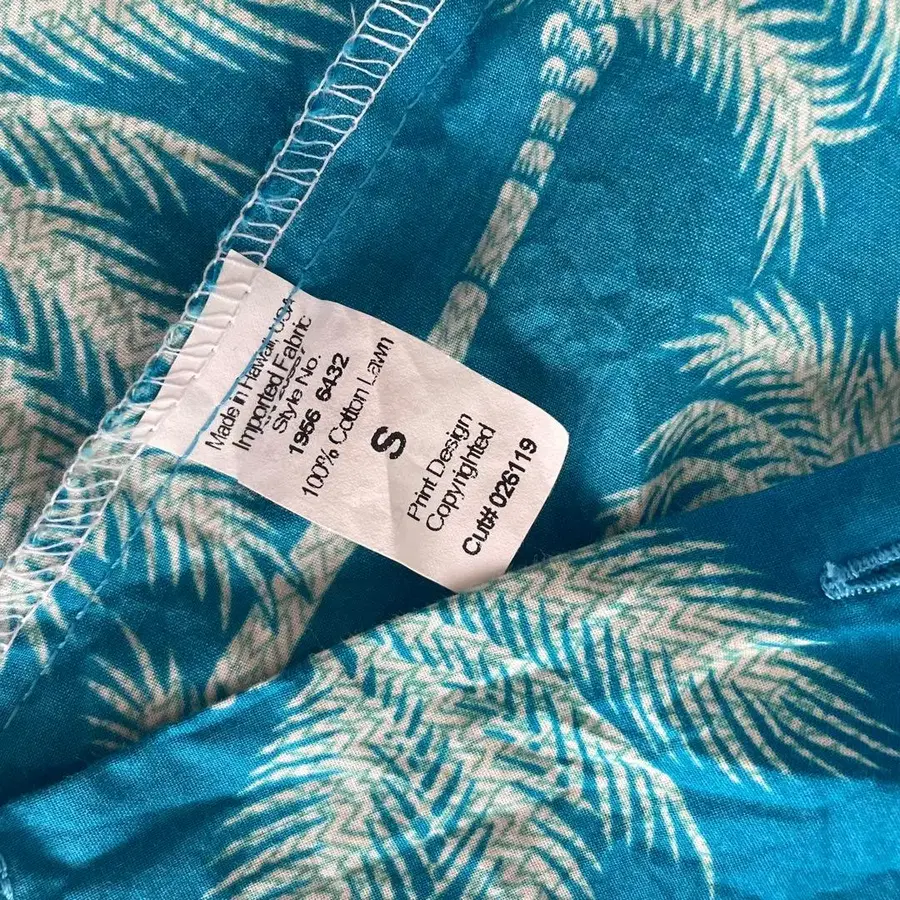 Made in Hawaii, USA
Imported Fabric
Style No.
1956 6432
100% Cotton Lawn
S
Print Design
Copyrighted
Cut# 026119